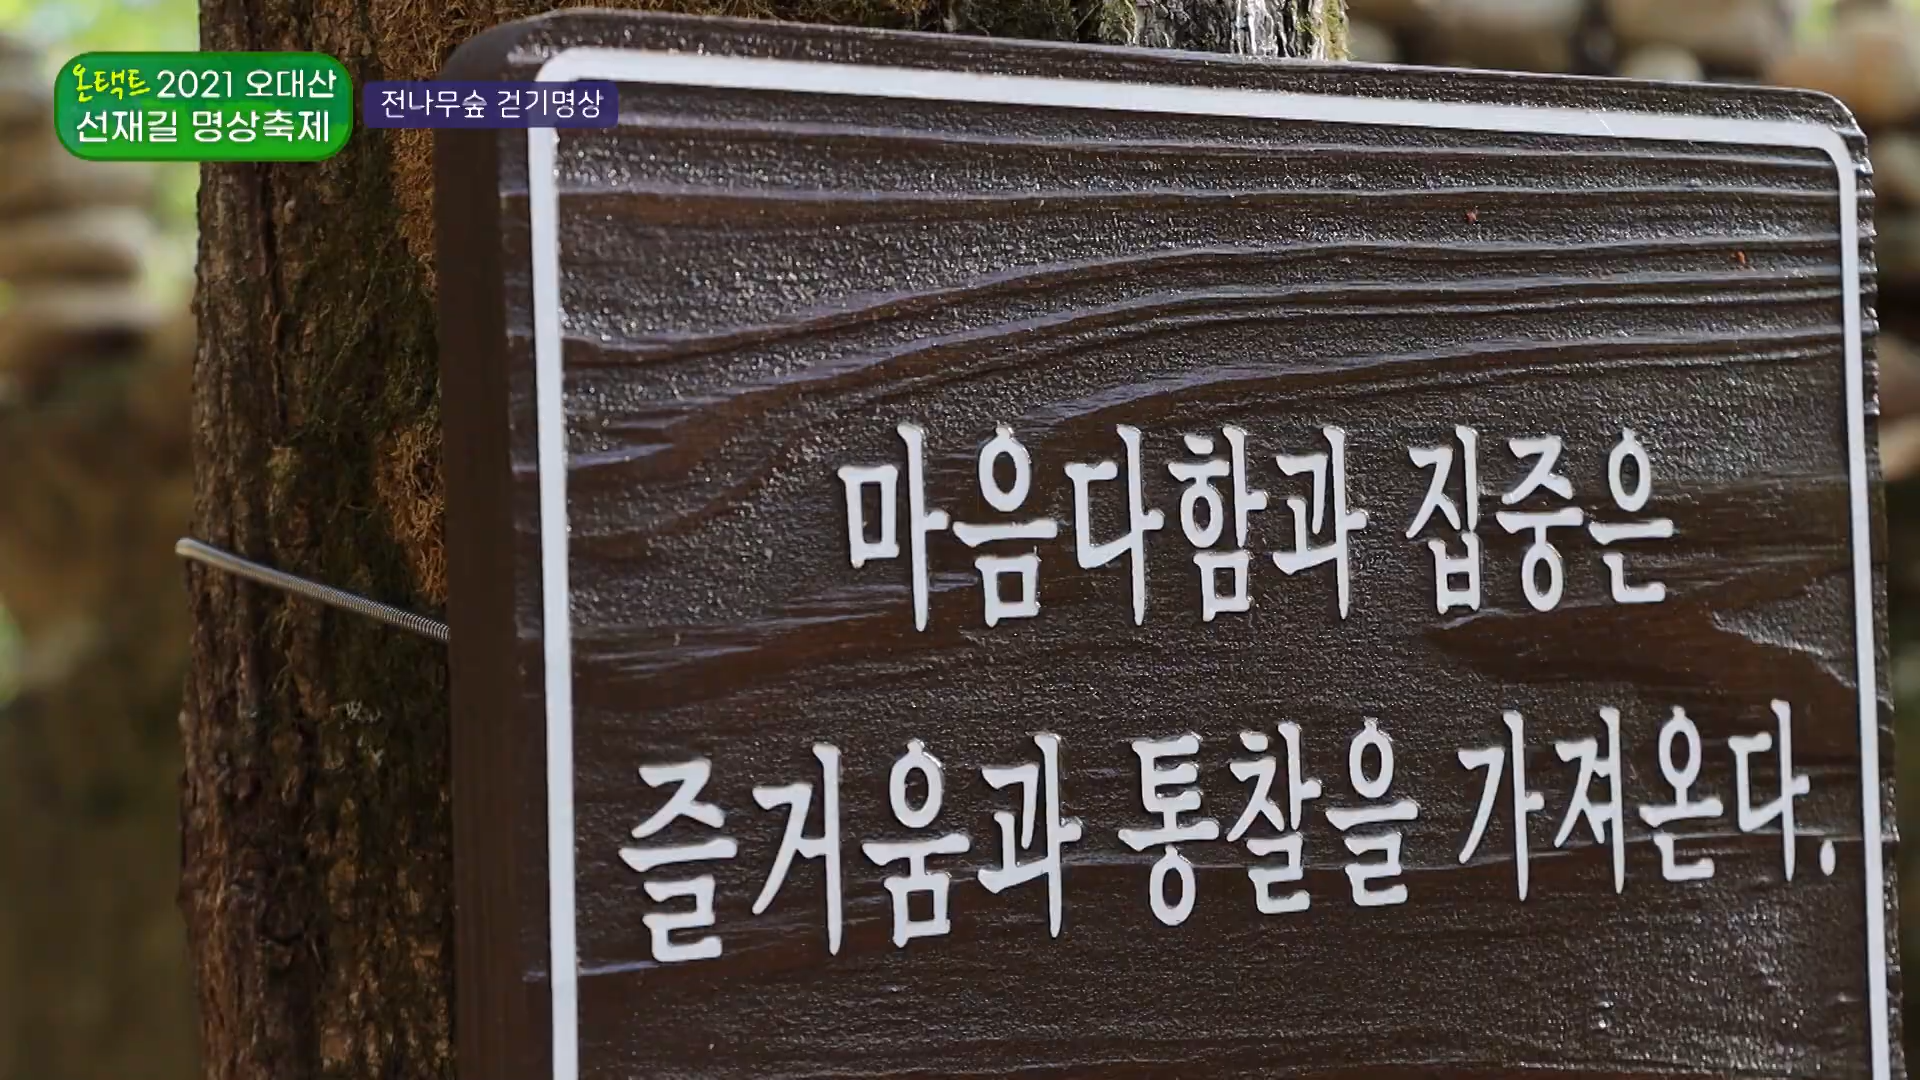 온택트 2021 오대산
선재길 명상축제
전나무숲 걷기명상
마음다함과 집중은
즐거움과 통찰을 가져온다.